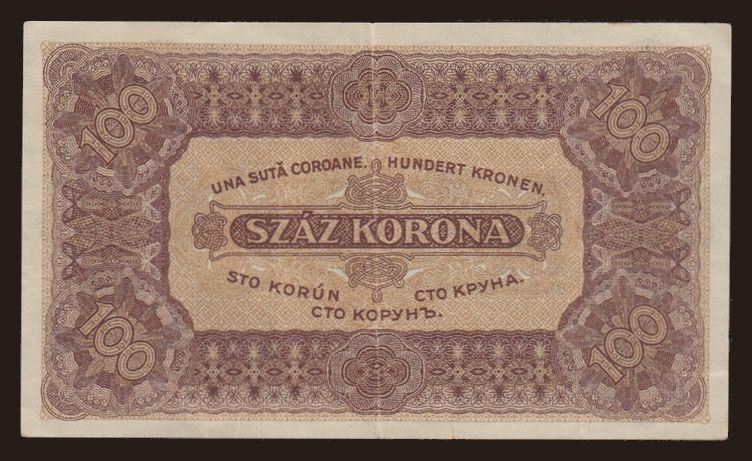 100 100
UNA SUTĂ COROANE. HUNDERT KRONEN.
SZÁZ KORONA
STO KORÚN СТО КРУНА.
СТО КОРУНЪ.
100 100